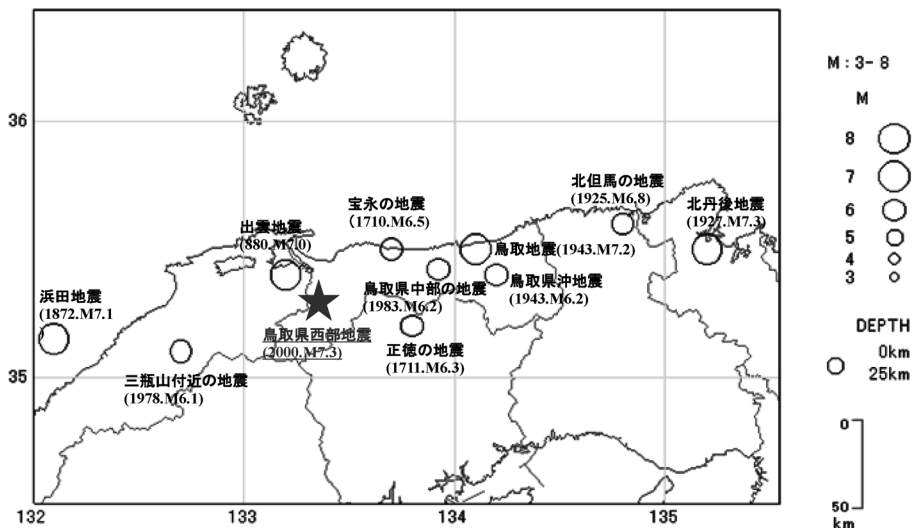 M : 3- 8
M
8
7
6
5
4
3
DEPTH
0km
25km
0
50
km
36
35
132
133
134
135
北但馬の地震
(1925.M6.8)
北丹後地震
(1927.M7.3)
宝永の地震
(1710.M6.5)
出雲地震
(880.M7.0)
鳥取地震(1943.M7.2)
鳥取県沖地震
(1943.M6.2)
鳥取県中部の地震
(1983.M6.2)
浜田地震
(1872.M7.1
鳥取県西部地震
(2000.M7.3)
正徳の地震
(1711.M6.3)
三瓶山付近の地震
(1978.M6.1)